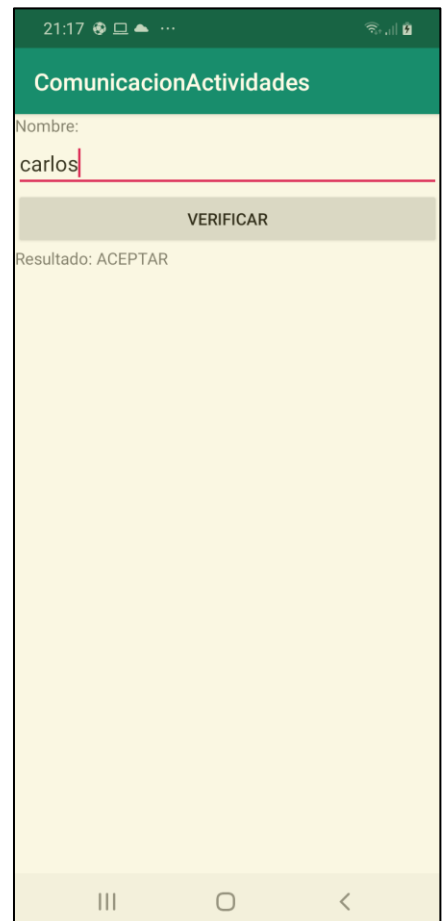 21:17
ComunicacionActividades
Nombre:
carlos
VERIFICAR
Resultado: ACEPTAR